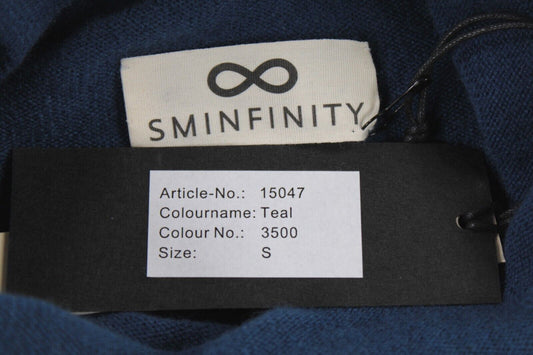 SMINFINITY
Article-No.: 15047
Colourname: Teal
Colour No.: 3500
Size: S